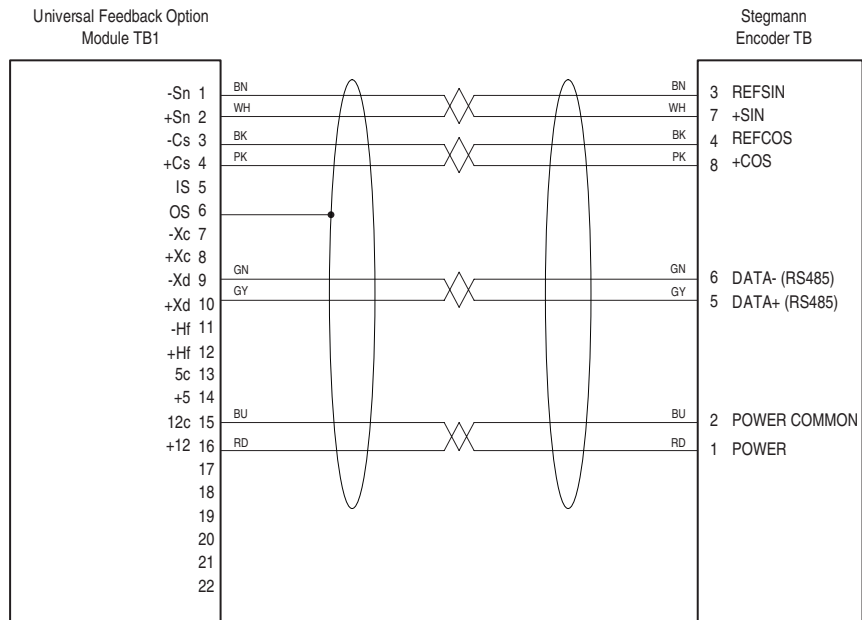 Universal Feedback Option
Module TB1
Stegmann
Encoder TB
-Sn 1 BN BN 3 REFSIN
+Sn 2 WH WH 7 +SIN
-Cs 3 BK BK 4 REFCOS
+Cs 4 PK PK 8 +COS
IS 5
OS 6
-Xc 7
+Xc 8
-Xd 9 GN GN 6 DATA- (RS485)
+Xd 10 GY GY 5 DATA+ (RS485)
-Hf 11
+Hf 12
5c 13
+5 14
12c 15 BU BU 2 POWER COMMON
+12 16 RD RD 1 POWER
17
18
19
20
21
22